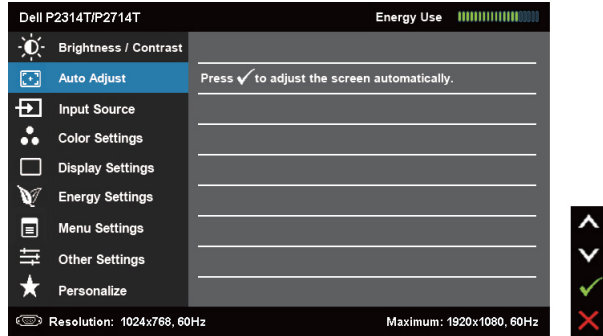 Dell P2314T/P2714T Energy Use
Brightness / Contrast
Auto Adjust Press ✓ to adjust the screen automatically.
Input Source
Color Settings
Display Settings
Energy Settings
Menu Settings
Other Settings
Personalize
Resolution: 1024x768, 60Hz Maximum: 1920x1080, 60Hz